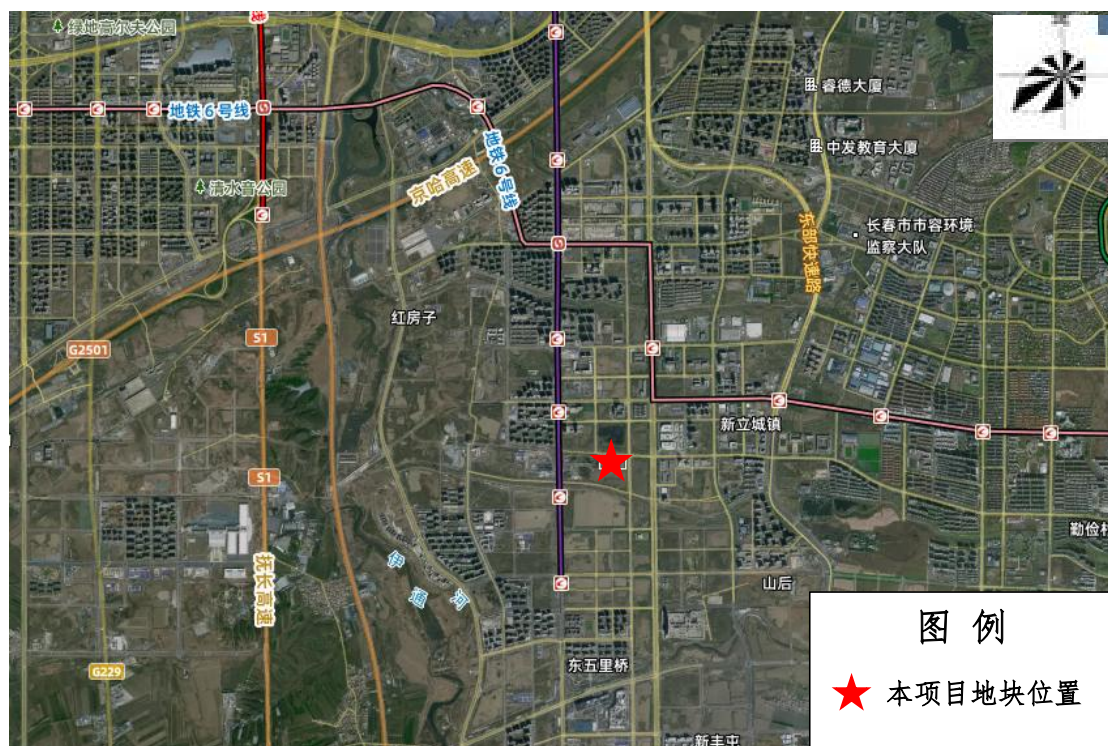 绿地高尔夫公园
线
地铁6号线
睿德大厦
中发教育大厦
地铁6号线
京哈高速
清水音公园
长春市市容环境
监察大队
东部快速路
红房子
S1
G2501
新立城镇
S1
勤俭村
抚长高速
伊通河
山后
G229
东五里桥
新丰屯
图 例
本项目地块位置